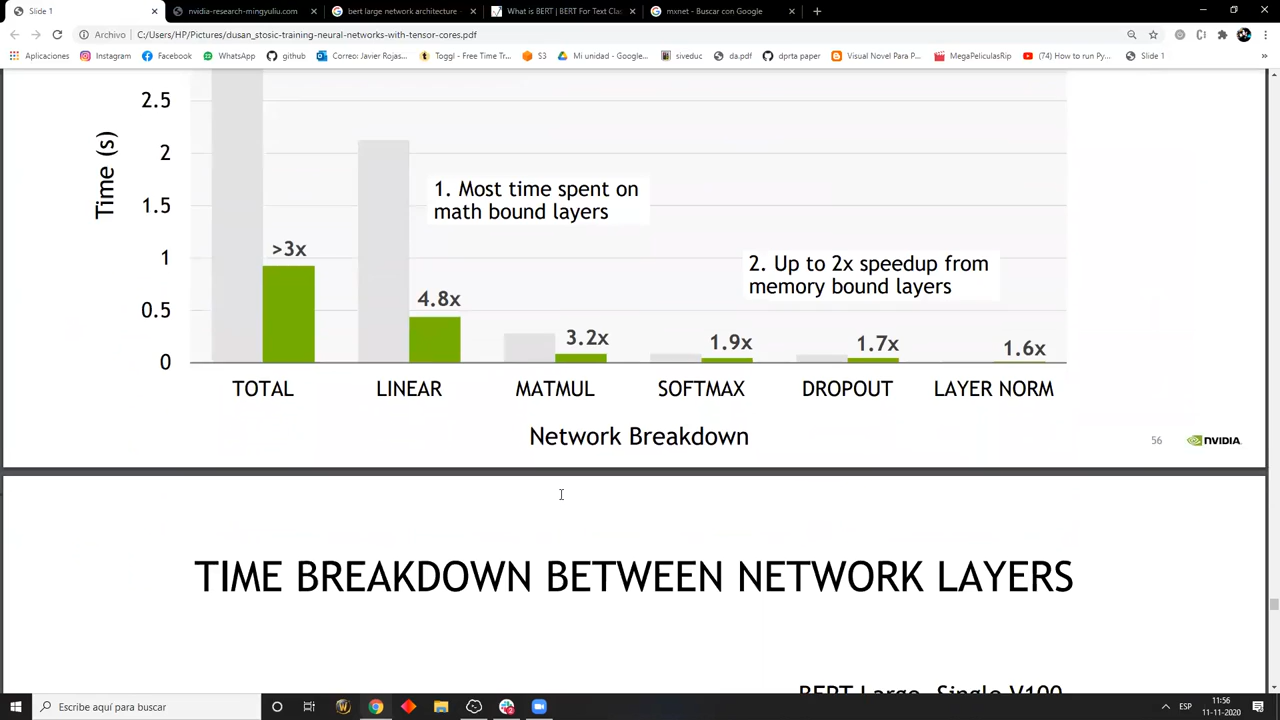 Slide 1
nvidia-research-mingyuliu.com
bert large network architecture
What is BERT | BERT For Text Clas
mxnet - Buscar con Google
Archivo
C:/Users/HP/Pictures/dusan_stosic-training-neural-networks-with-tensor-cores.pdf
Aplicaciones
Instagram
Facebook
WhatsApp
github
Correo: Javier Rojas...
Toggl - Free Time Tr...
S3
Mi unidad - Google...
siveduc
da.pdf
dprta paper
Visual Novel Para P...
MegaPeliculasRip
(74) How to run Py...
Slide 1
Time (s)
2.5
2
1.5
1
0.5
0
1. Most time spent on
math bound layers
2. Up to 2x speedup from
memory bound layers
>3x
4.8x
3.2x
1.9x
1.7x
1.6x
TOTAL
LINEAR
MATMUL
SOFTMAX
DROPOUT
LAYER NORM
Network Breakdown
56
NVIDIA.
TIME BREAKDOWN BETWEEN NETWORK LAYERS
BERT Large, Single V100
Escribe aquí para buscar
ESP
11:56
11-11-2020